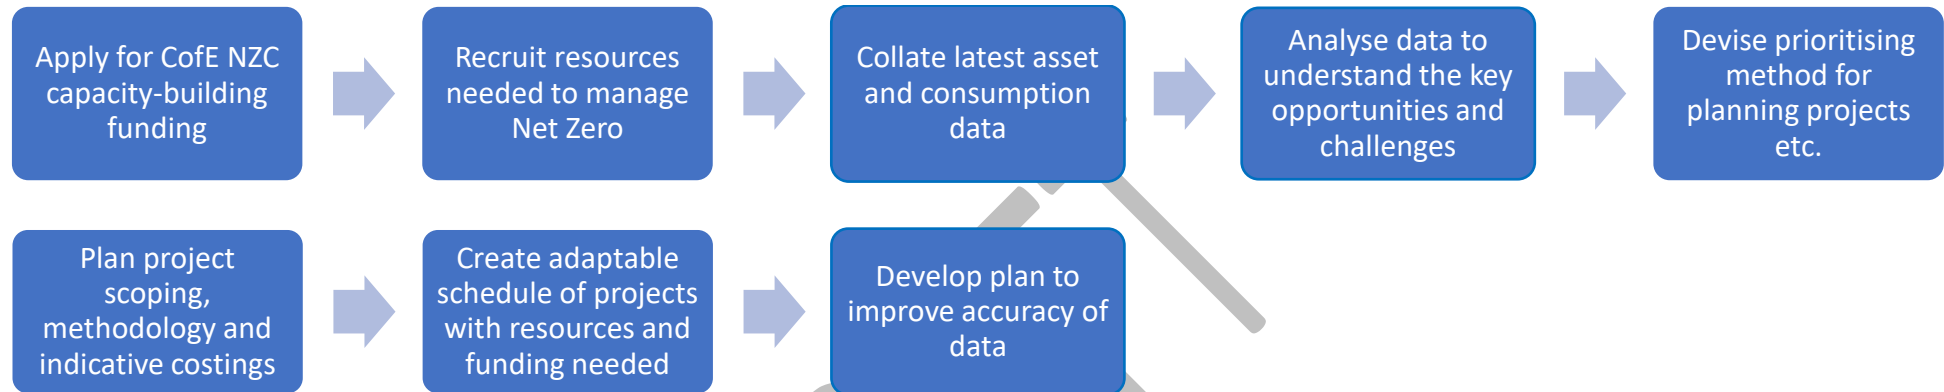 Apply for CofE NZC
capacity-building
funding
Recruit resources
needed to manage
Net Zero
Collate latest asset
and consumption
data
Analyse data to
understand the key
opportunities and
challenges
Devise prioritising
method for
planning projects
etc.
Plan project
scoping,
methodology and
indicative costings
Create adaptable
schedule of projects
with resources and
funding needed
Develop plan to
improve accuracy of
data